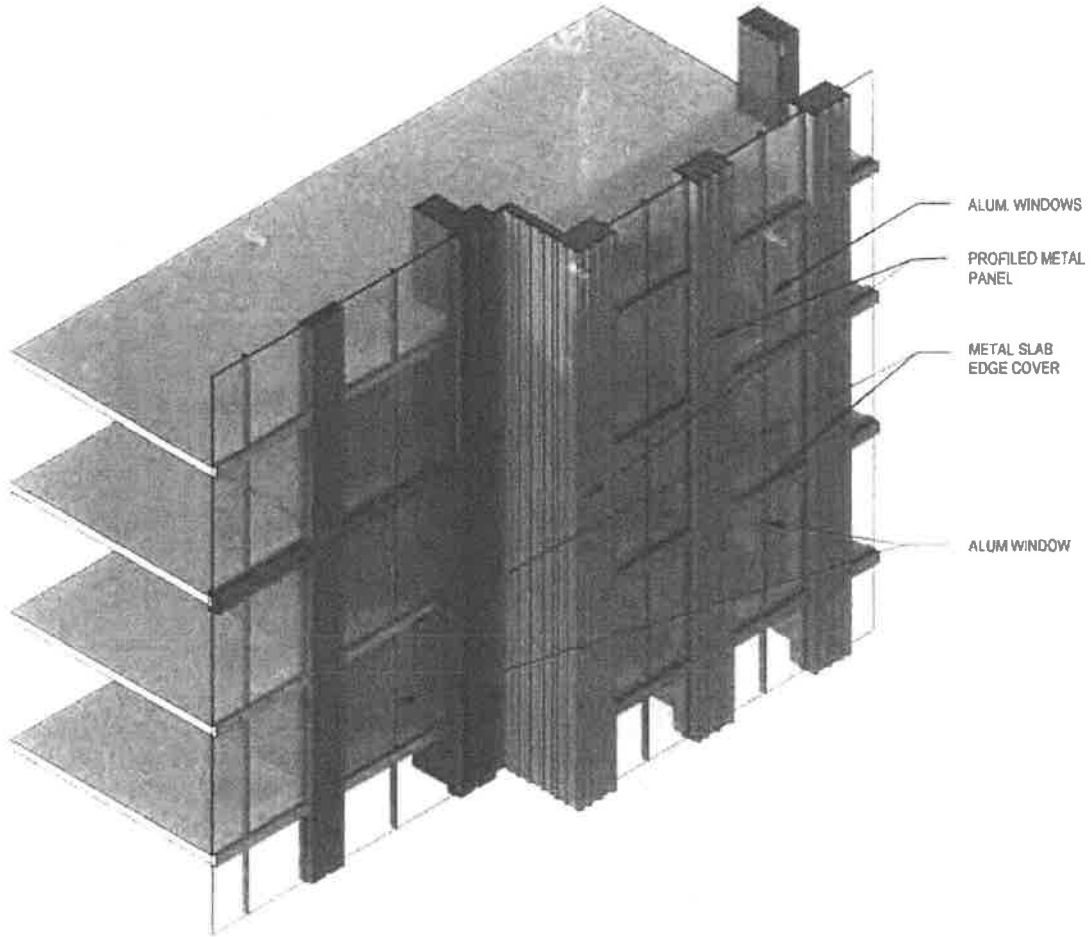 ALUM. WINDOWS
PROFILED METAL
PANEL
METAL SLAB
EDGE COVER
ALUM WINDOW